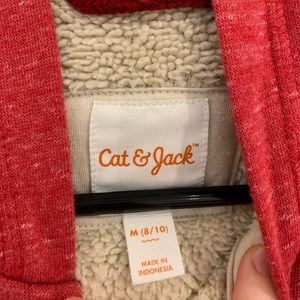 Cat & Jack™
M (8/10)
MADE IN
INDONESIA